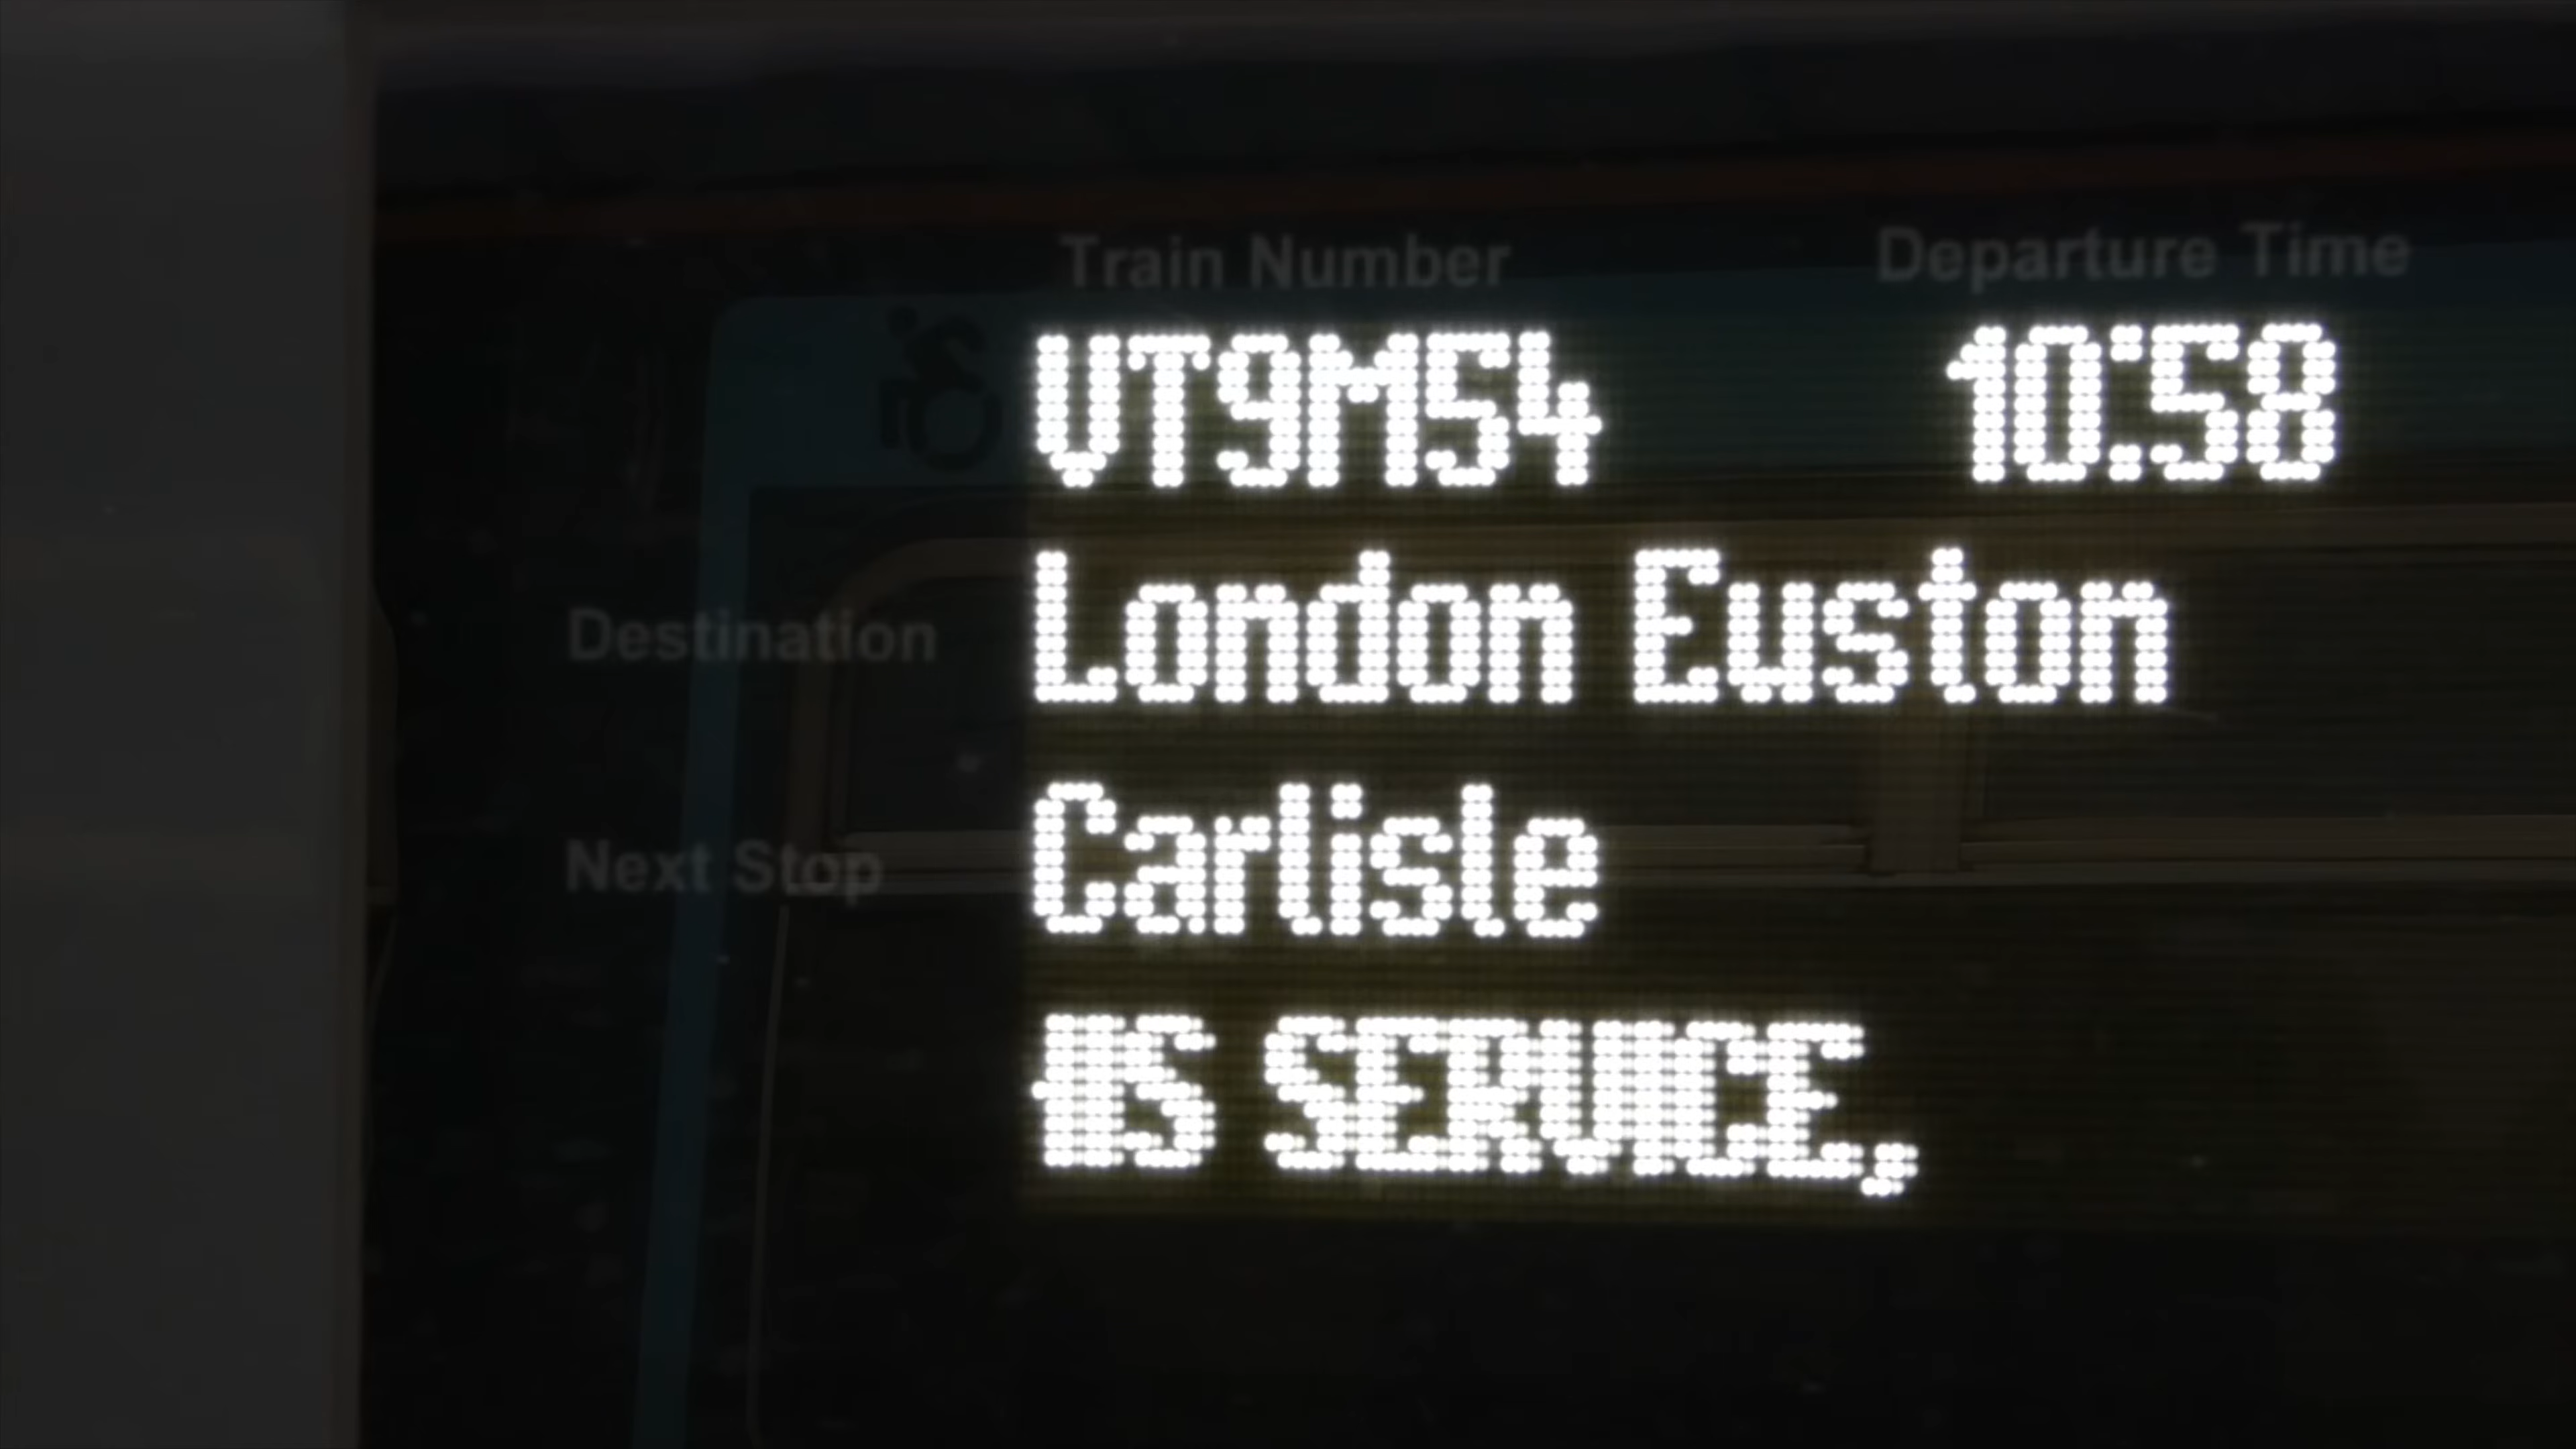 Train Number Departure Time
VT9M54 10:58
Destination London Euston
Next Stop Carlisle
SERVICE,